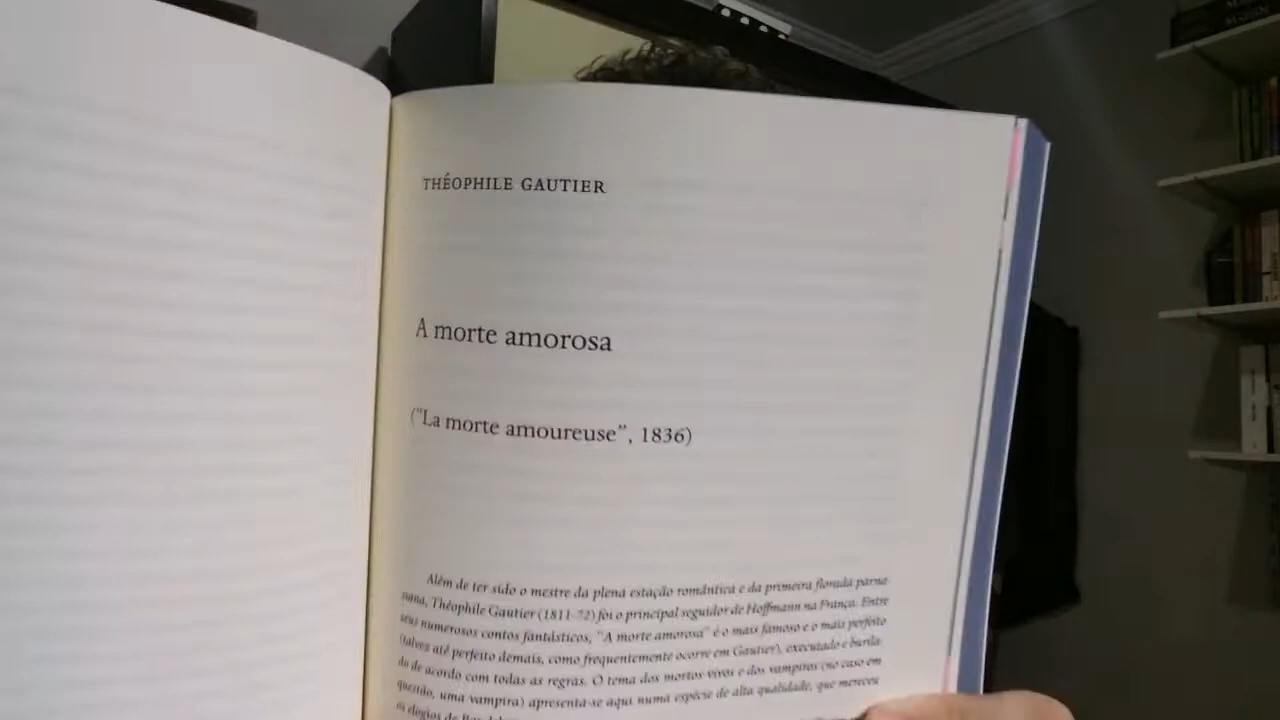 THÉOPHILE GAUTIER
A morte amorosa
("La morte amoureuse", 1836)
Além de ter sido o mestre da plena estação romântica e da primeira florada parna-
siana, Théophile Gautier (1811-72) foi o principal seguidor de Hoffmann na França. Entre
seus numerosos contos fantásticos, "A morte amorosa" é o mais famoso e o mais perfeito
(talvez até perfeito demais, como frequentemente ocorre em Gautier), executado e burila-
do de acordo com todas as regras. O tema dos mortos vivos e dos vampiros (no caso em
questão, uma vampira) apresenta-se aqui numa espécie de alta qualidade, que mereceu
os elogios de